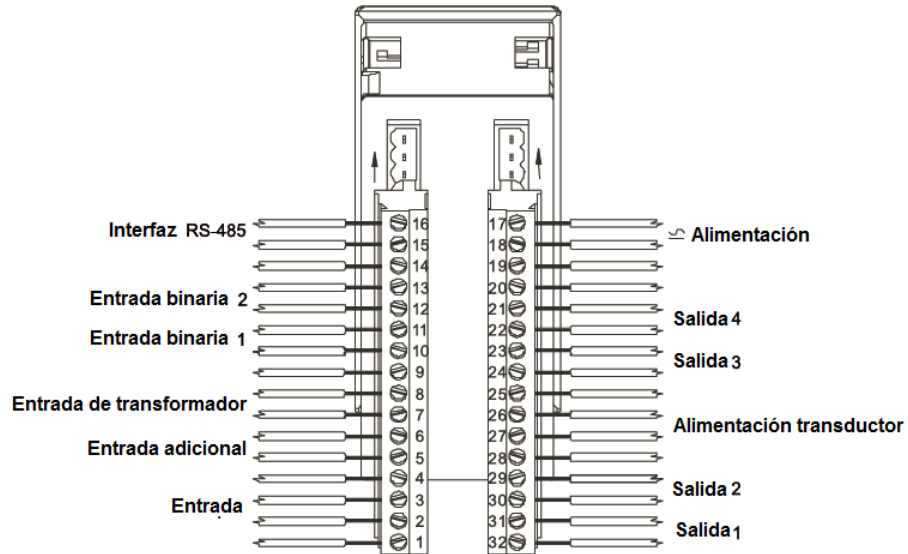 Interfaz RS-485 16 17
15 18 Alimentación
14 19
13 20
Entrada binaria 2 12 21
Salida 4
Entrada binaria 1 11 22
10 23
Salida 3
9 24
8 25
Entrada de transformador
7 26
Alimentación transductor
6 27
Entrada adicional
5 28
4 29
Salida 2
3 30
Entrada
2 31
Salida 1
1 32